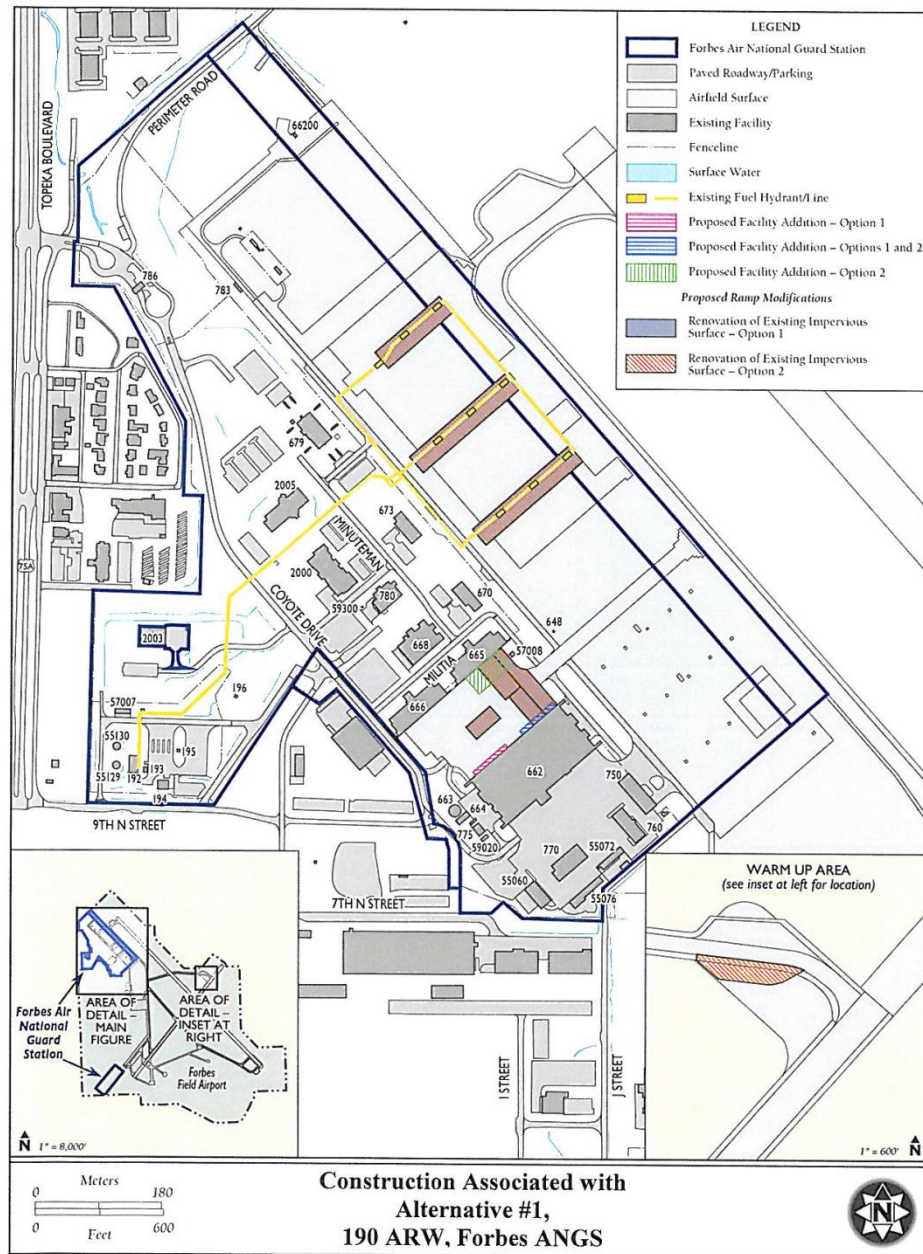 LEGEND
Forbes Air National Guard Station
Paved Roadway/Parking
Airfield Surface
Existing Facility
Fenceline
Surface Water
Existing Fuel Hydrant/Line
Proposed Facility Addition – Option 1
Proposed Facility Addition – Options 1 and 2
Proposed Facility Addition – Option 2
Proposed Ramp Modifications
Renovation of Existing Impervious
Surface – Option 1
Renovation of Existing Impervious
Surface – Option 2
TOPEKA BOULEVARD
PERIMETER ROAD
66200
786
783
679
2005
MINUTEMAN
673
75A
2000
COYOTE DRIVE
59300
780
670
648
668
MILITIA
665
57008
2003
666
196
57007
55130
195
55129
192
193
194
662
750
663
664
775
59020
760
770
55072
55060
55076
9TH N STREET
7TH N STREET
J STREET
J STREET
WARM UP AREA
(see inset at left for location)
1" = 600'
N
Forbes Air
National
Guard
Station
AREA OF
DETAIL –
MAIN
FIGURE
AREA OF
DETAIL –
INSET AT
RIGHT
Forbes
Field Airport
N
1" = 8,000'
Meters
0 180
0 600
Feet
Construction Associated with
Alternative #1,
190 ARW, Forbes ANGS
N